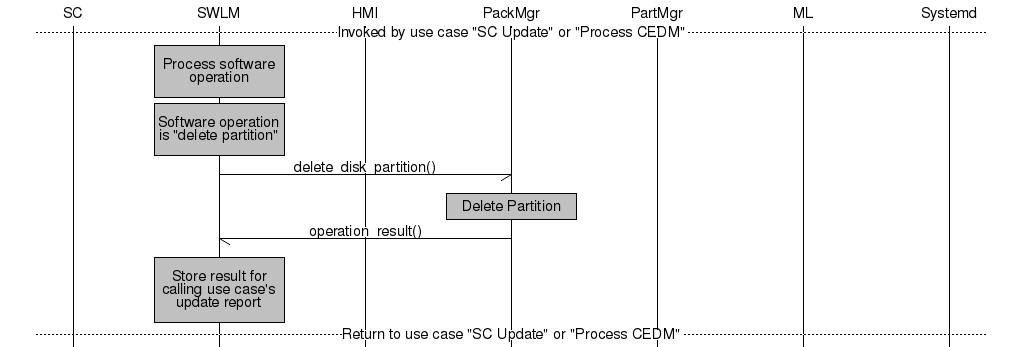 SC SWLM HMI PackMgr PartMgr ML Systemd
Invoked by use case "SC Update" or "Process CEDM"
Process software
operation
Software operation
is "delete partition"
delete_disk_partition()
Delete Partition
operation_result()
Store result for
calling use case's
update report
Return to use case "SC Update" or "Process CEDM"